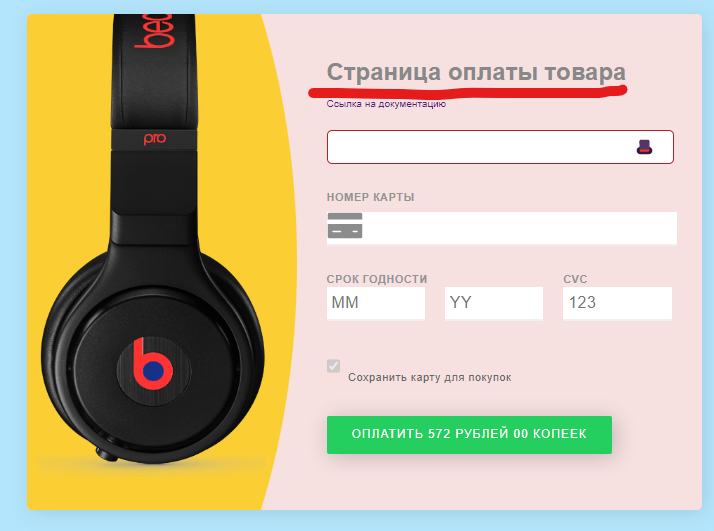 beo
pro
b
Страница оплаты товара
Ссылка на документацию
НОМЕР КАРТЫ
СРОК ГОДНОСТИ
CVC
MM
YY
123
Сохранить карту для покупок
ОПЛАТИТЬ 572 РУБЛЕЙ 00 КОПЕЕК